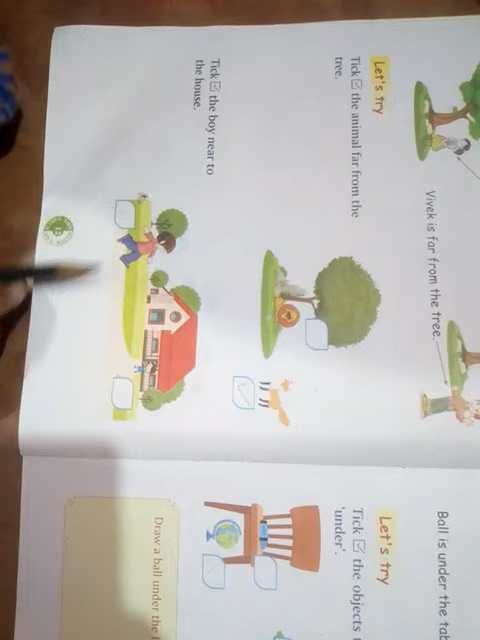 Vivek is far from the tree.
Let's try
Tick ☑ the animal far from the
tree.
Tick ☑ the boy near to
the house.
Ball is under the
Let's try
Tick ☑ the objects
'under'.
Draw a ball under the